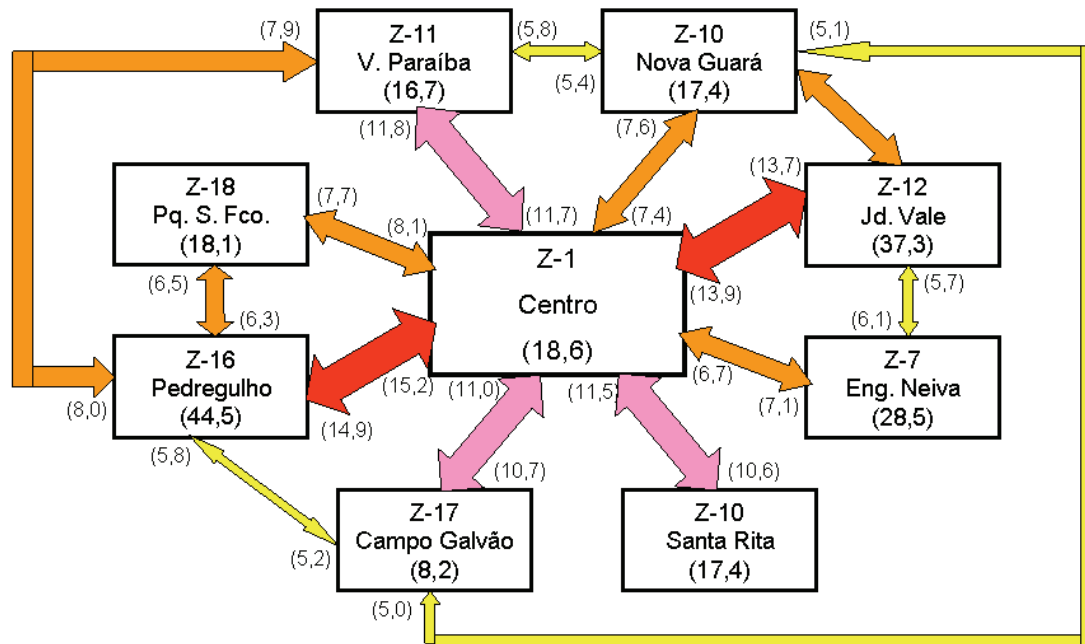 (7,9)
Z-11
V. Paraíba
(16,7)
(5,8)
(5,4)
Z-10
Nova Guará
(17,4)
(5,1)
(11,8)
(7,6)
(13,7)
Z-18
Pq. S. Fco.
(18,1)
(7,7)
(8,1)
(11,7)
(7,4)
Z-12
Jd. Vale
(37,3)
Z-1
Centro
(18,6)
(13,9)
(6,5)
(6,3)
(5,7)
(6,1)
Z-16
Pedregulho
(44,5)
(8,0)
(14,9)
(15,2)
(11,0)
(11,5)
(6,7)
(7,1)
Z-7
Eng. Neiva
(28,5)
(5,8)
(10,7)
(10,6)
(5,2)
Z-17
Campo Galvão
(8,2)
Z-10
Santa Rita
(17,4)
(5,0)